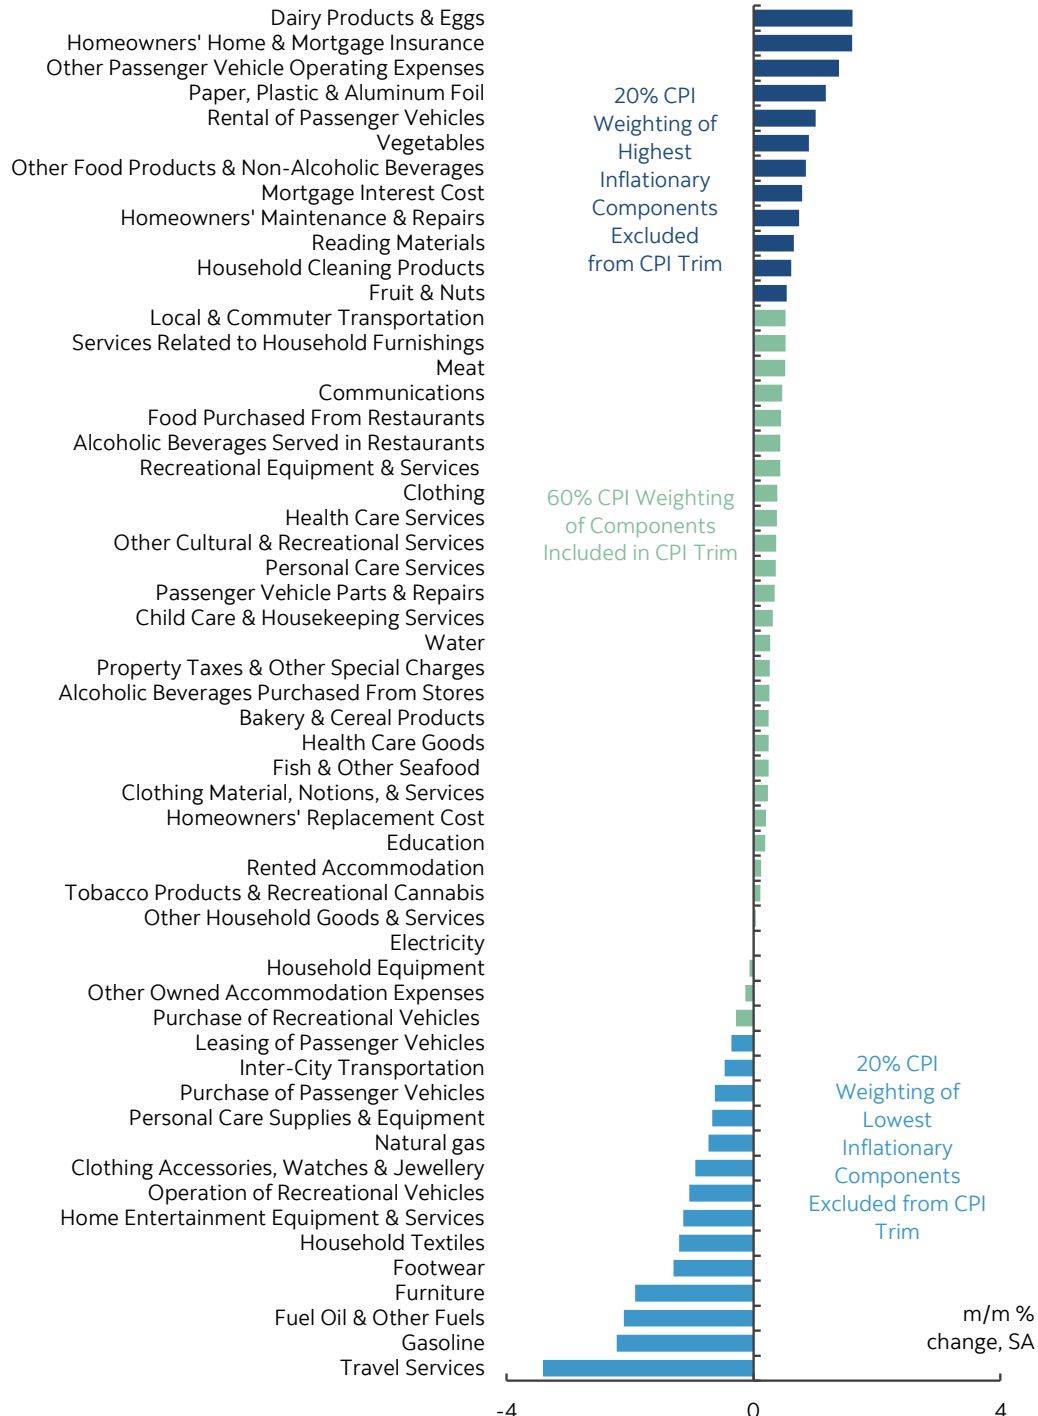 Dairy Products & Eggs
Homeowners' Home & Mortgage Insurance
Other Passenger Vehicle Operating Expenses
Paper, Plastic & Aluminum Foil
Rental of Passenger Vehicles
Vegetables
Other Food Products & Non-Alcoholic Beverages
Mortgage Interest Cost
Homeowners' Maintenance & Repairs
Reading Materials
Household Cleaning Products
Fruit & Nuts
Local & Commuter Transportation
Services Related to Household Furnishings
Meat
Communications
Food Purchased From Restaurants
Alcoholic Beverages Served in Restaurants
Recreational Equipment & Services
Clothing
Health Care Services
Other Cultural & Recreational Services
Personal Care Services
Passenger Vehicle Parts & Repairs
Child Care & Housekeeping Services
Water
Property Taxes & Other Special Charges
Alcoholic Beverages Purchased From Stores
Bakery & Cereal Products
Health Care Goods
Fish & Other Seafood
Clothing Material, Notions, & Services
Homeowners' Replacement Cost
Education
Rented Accommodation
Tobacco Products & Recreational Cannabis
Other Household Goods & Services
Electricity
Household Equipment
Other Owned Accommodation Expenses
Purchase of Recreational Vehicles
Leasing of Passenger Vehicles
Inter-City Transportation
Purchase of Passenger Vehicles
Personal Care Supplies & Equipment
Natural gas
Clothing Accessories, Watches & Jewellery
Operation of Recreational Vehicles
Home Entertainment Equipment & Services
Household Textiles
Footwear
Furniture
Fuel Oil & Other Fuels
Gasoline
Travel Services
20% CPI
Weighting of
Highest
Inflationary
Components
Excluded
from CPI Trim
60% CPI Weighting
of Components
Included in CPI Trim
20% CPI
Weighting of
Lowest
Inflationary
Components
Excluded from CPI
Trim
m/m %
change, SA
-4
0
4